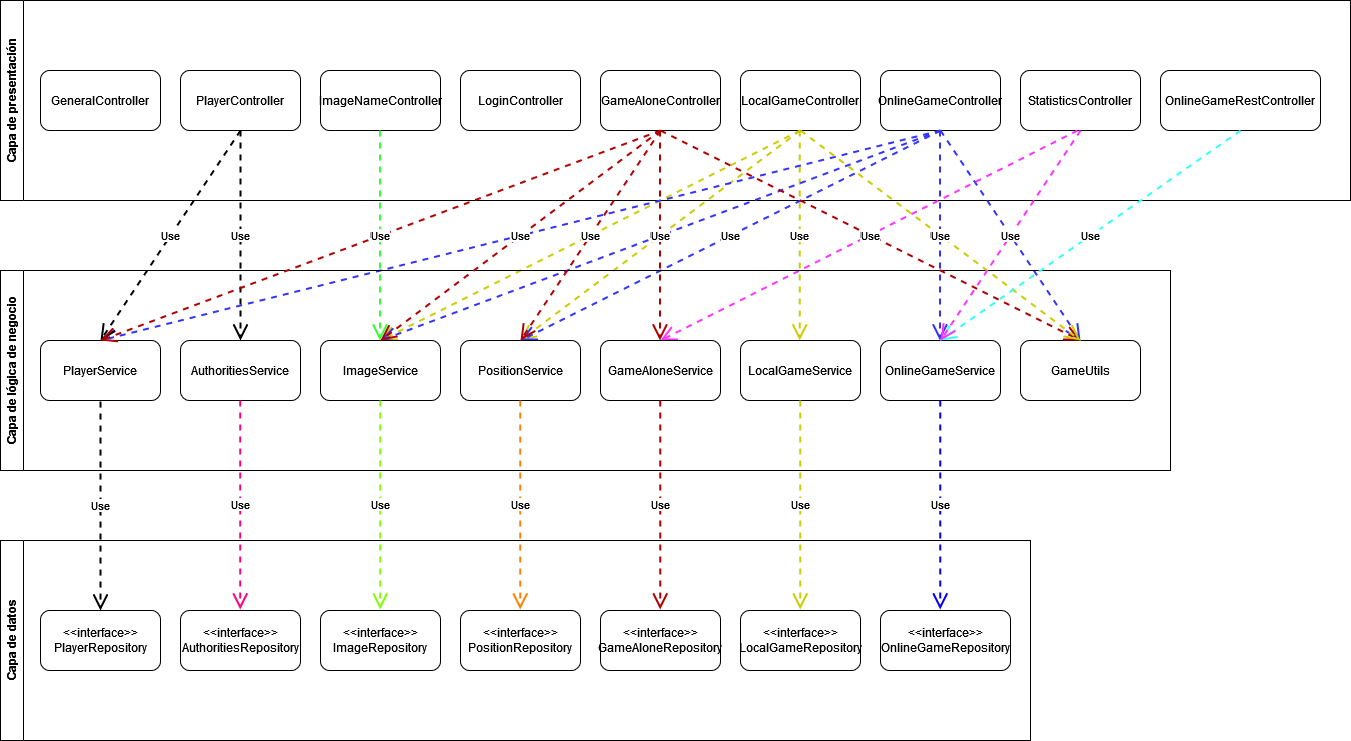 Capa de presentación
GeneralController
PlayerController
ImageNameController
LoginController
GameAloneController
LocalGameController
OnlineGameController
StatisticsController
OnlineGameRestController
Use
Use
Use
Use
Use
Use
Use
Use
Use
Use
Use
Use
Capa de lógica de negocio
PlayerService
AuthoritiesService
ImageService
PositionService
GameAloneService
LocalGameService
OnlineGameService
GameUtils
Use
Use
Use
Use
Use
Use
Use
Capa de datos
<<interface>>
PlayerRepository
<<interface>>
AuthoritiesRepository
<<interface>>
ImageRepository
<<interface>>
PositionRepository
<<interface>>
GameAloneRepository
<<interface>>
LocalGameRepository
<<interface>>
OnlineGameRepository